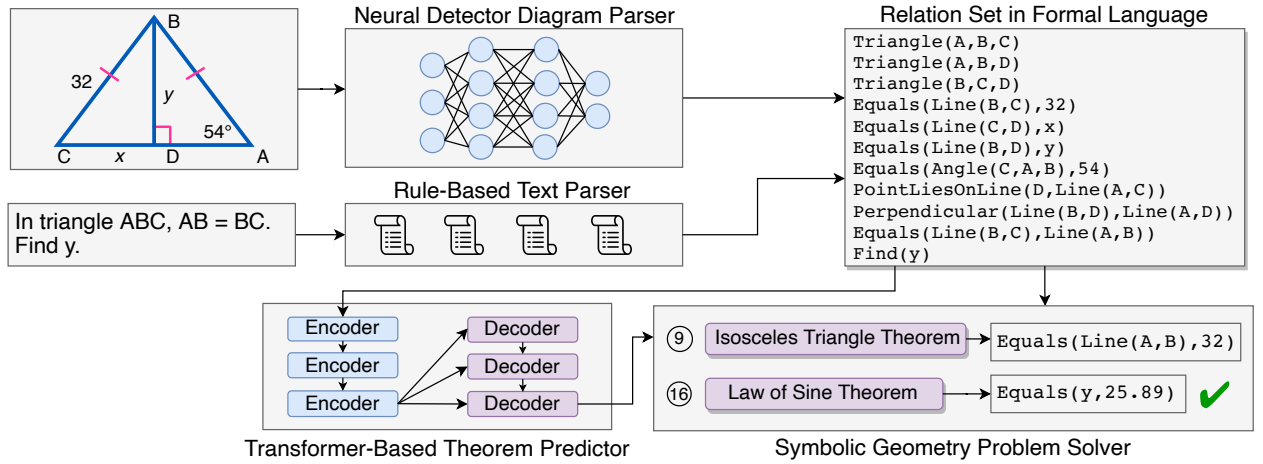 Neural Detector Diagram Parser
Relation Set in Formal Language
B
32
y
54°
C
x
D
A
Triangle(A,B,C)
Triangle(A,B,D)
Triangle(B,C,D)
Equals(Line(B,C),32)
Equals(Line(C,D),x)
Equals(Line(B,D),y)
Equals(Angle(C,A,B),54)
PointLiesOnLine(D,Line(A,C))
Perpendicular(Line(B,D),Line(A,D))
Equals(Line(B,C),Line(A,B))
Find(y)
Rule-Based Text Parser
In triangle ABC, AB = BC.
Find y.
Encoder
Encoder
Encoder
Decoder
Decoder
Decoder
Transformer-Based Theorem Predictor
9
Isosceles Triangle Theorem
Equals(Line(A,B),32)
16
Law of Sine Theorem
Equals(y,25.89)
Symbolic Geometry Problem Solver